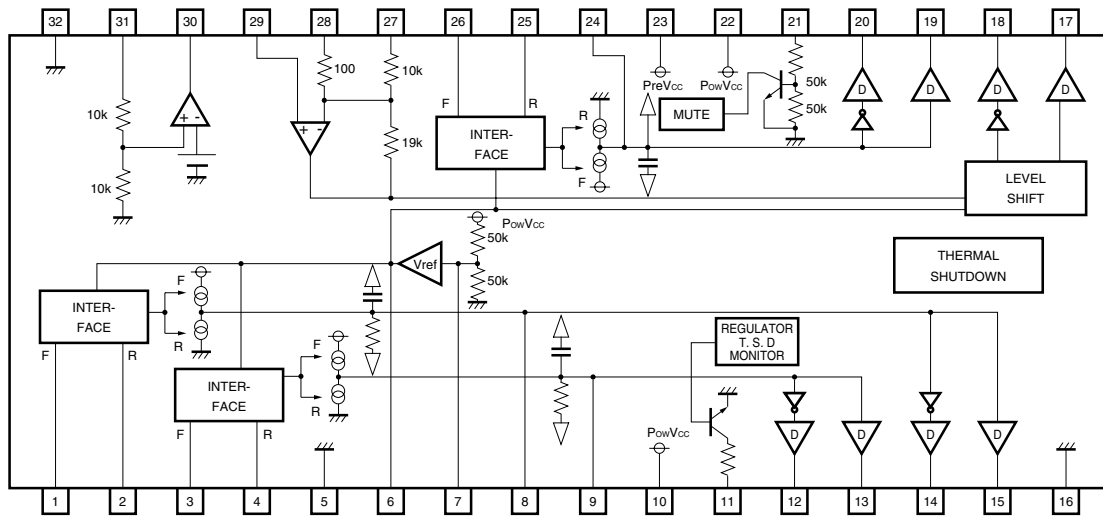 32 31 30 29 28 27 26 25 24 23 22 21 20 19 18 17
100 10k
F R
PreVCC PowVCC
50k
50k
D D D D
10k
+ -
+ -
MUTE
R
INTER-
FACE
19k
F
10k
LEVEL
SHIFT
PowVCC
50k
THERMAL
SHUTDOWN
Vref
50k
F
INTER-
FACE
R
REGULATOR
T. S. D
MONITOR
F R
F
INTER-
FACE
R
F R
PowVCC
D D D D
1 2 3 4 5 6 7 8 9 10 11 12 13 14 15 16